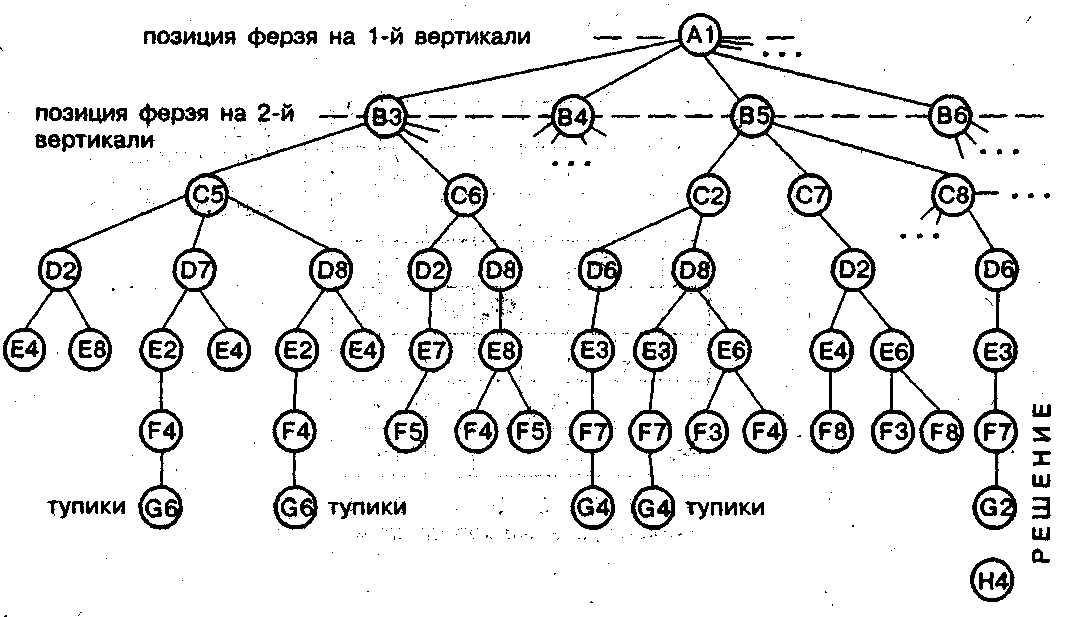 позиция ферзя на 1-й вертикали A1 ...
позиция ферзя на 2-й B3 B4 B5 B6
вертикали ... ...
C5 C6 C2 C7 C8 ...
...
D2 D7 D8 D2 D8 D6 D8 D2 D6
E4 E8 E2 E4 E2 E4 E7 E8 E3 E3 E6 E4 E6 E3
F4 F4 F5 F4 F5 F7 F7 F3 F4 F8 F3 F8 F7
тупики G6 G6 тупики G4 G4 тупики G2
H4
РЕШЕНИЕ